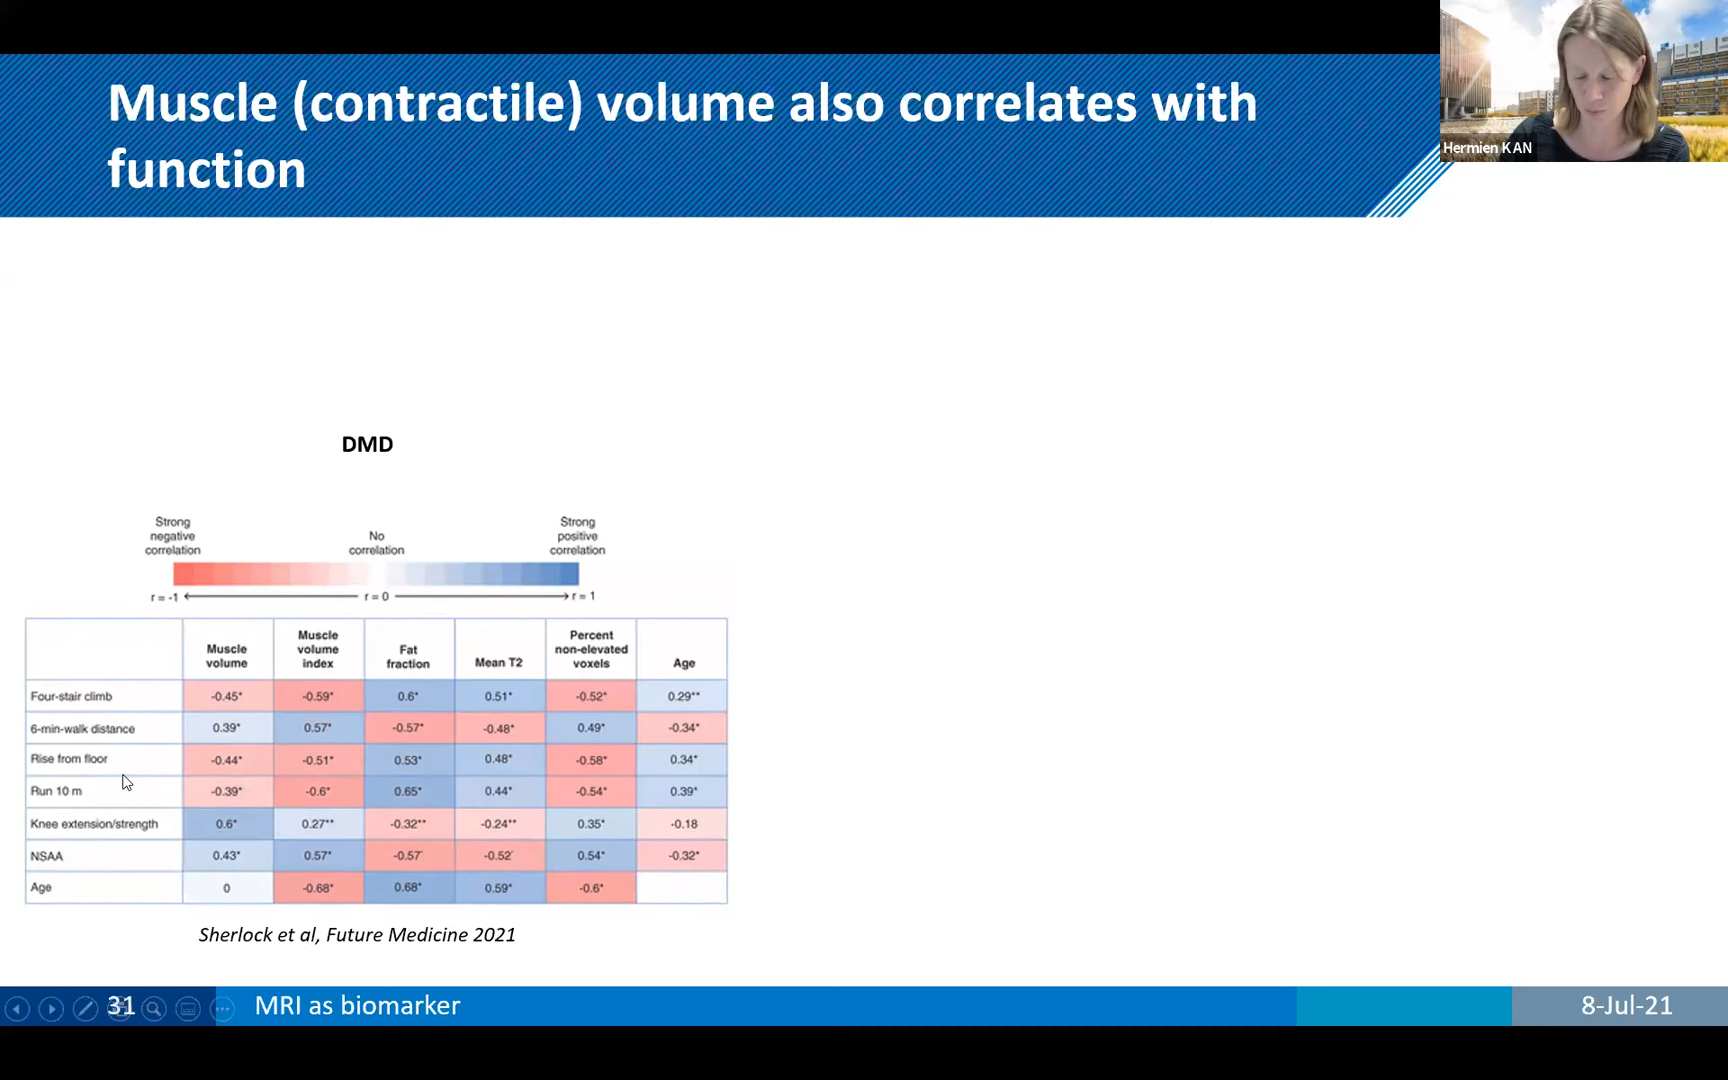 Muscle (contractile) volume also correlates with
function
Hermien KAN
DMD
Strong
negative
correlation
No
correlation
Strong
positive
correlation
r = -1
r = 0
r = 1
Muscle
volume
Muscle
volume
index
Fat
fraction
Mean T2
Percent
non-elevated
voxels
Age
Four-stair climb -0.45* -0.59* 0.6* 0.51* -0.52* 0.29**
6-min-walk distance 0.39* 0.57* -0.57* -0.48* 0.49* -0.34*
Rise from floor -0.44* -0.51* 0.53* 0.48* -0.58* 0.34*
Run 10 m -0.39* -0.6* 0.65* 0.44* -0.54* 0.39*
Knee extension/strength 0.6* 0.27** -0.32** -0.24** 0.35* -0.18
NSAA 0.43* 0.57* -0.57* -0.52* 0.54* -0.32*
Age 0 -0.68* 0.68* 0.59* -0.6*
Sherlock et al, Future Medicine 2021
31
MRI as biomarker
8-Jul-21